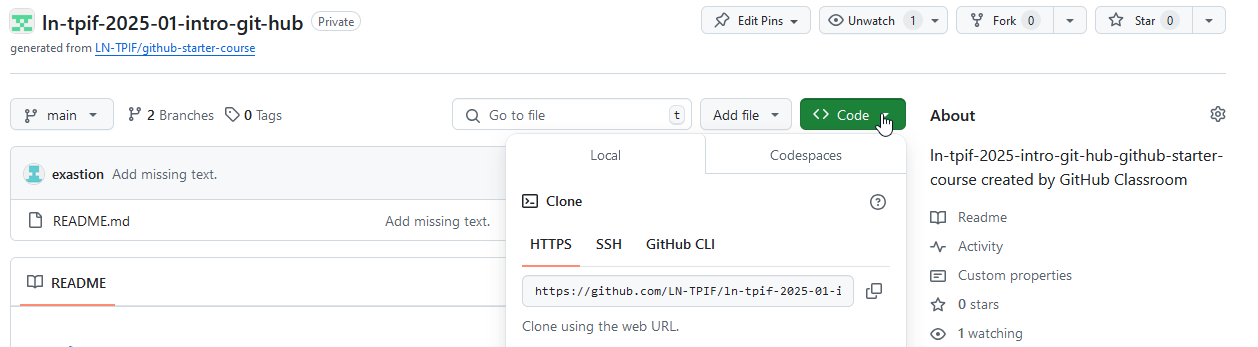 ln-tpif-2025-01-intro-git-hub Private Edit Pins Unwatch 1 Fork 0 Star 0
generated from LN-TPIF/github-starter-course
main 2 Branches 0 Tags Go to file t Add file Code About
Local Codespaces
ln-tpif-2025-intro-git-hub-github-starter-
course created by GitHub Classroom
exastion Add missing text.
Clone
README.md Add missing text.
Readme
HTTPS SSH GitHub CLI
Activity
Custom properties
README
https://github.com/LN-TPIF/ln-tpif-2025-01-i
0 stars
Clone using the web URL.
1 watching